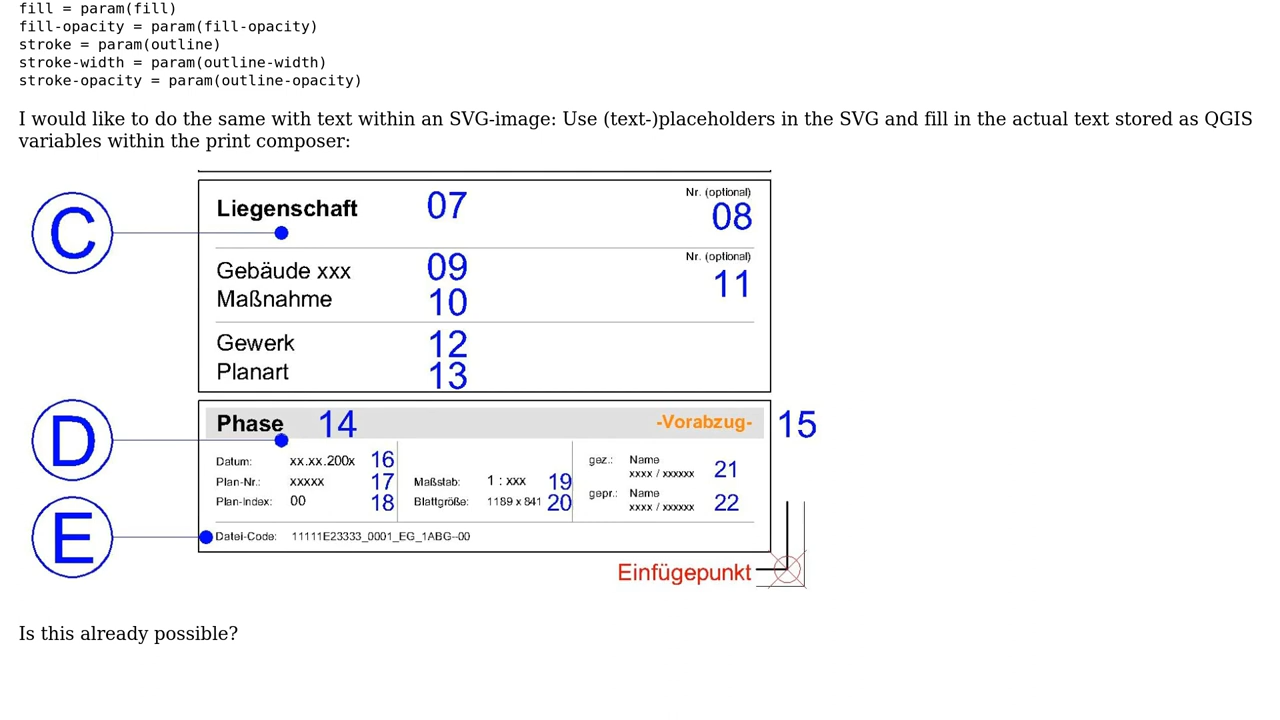 fill = param(fill)
fill-opacity = param(fill-opacity)
stroke = param(outline)
stroke-width = param(outline-width)
stroke-opacity = param(outline-opacity)
I would like to do the same with text within an SVG-image: Use (text-)placeholders in the SVG and fill in the actual text stored as QGIS
variables within the print composer:
C
Liegenschaft 07 Nr. (optional)
08
Gebäude xxx 09 Nr. (optional)
Maßnahme 10 11
Gewerk 12
Planart 13
D
Phase 14 -Vorabzug- 15
Datum: xx.xx.200x 16 gez.: Name
xxxx / xxxxxx 21
Plan-Nr.: xxxxx 17 Maßstab: 1 : xxx 19
Plan-Index: 00 18 Blattgröße: 1189 x 841 20 gepr.: Name
xxxx / xxxxxx 22
E
Datei-Code: 11111E23333_0001_EG_1ABG--00
Einfügepunkt
Is this already possible?